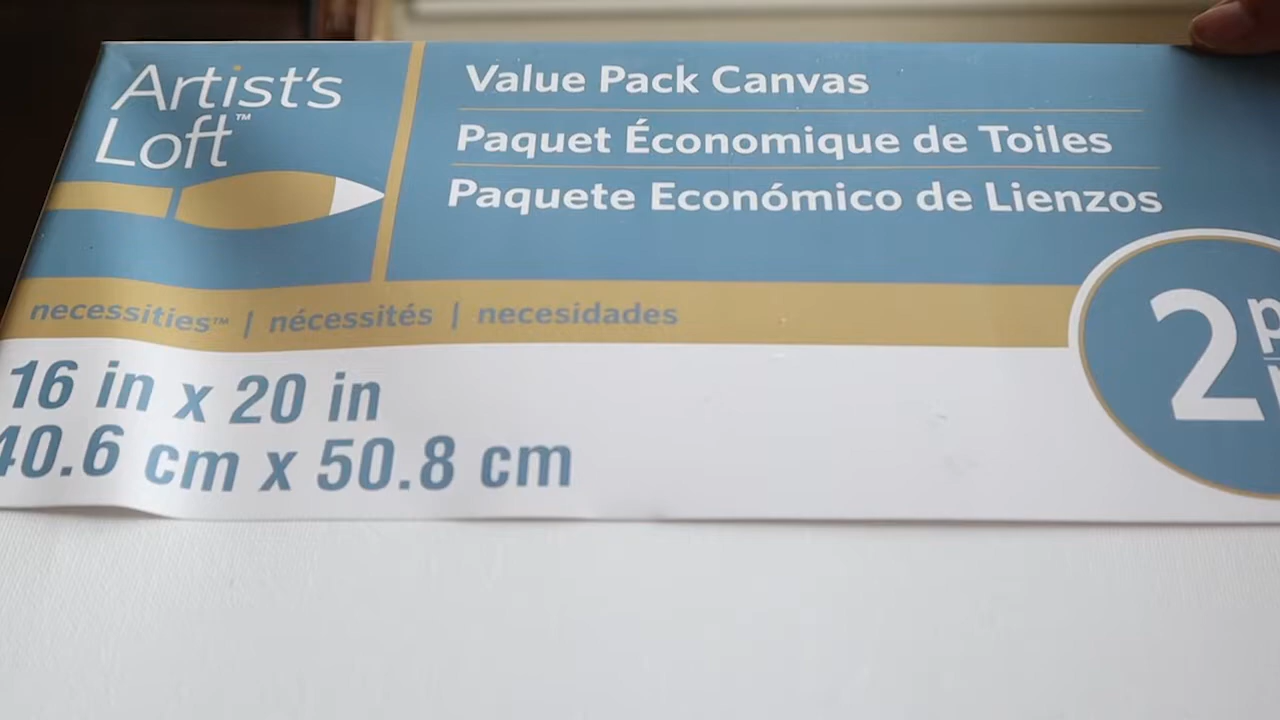 Artist's
Loft™
Value Pack Canvas
Paquet Économique de Toiles
Paquete Económico de Lienzos
necessities™ | nécessités | necesidades
2
16 in x 20 in
40.6 cm x 50.8 cm